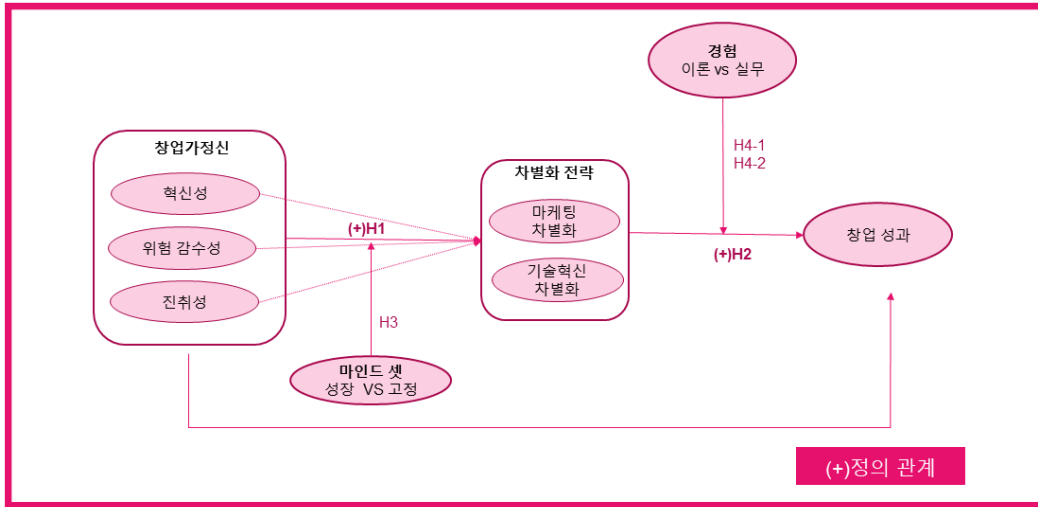 경험
이론 vs 실무
H4-1
H4-2
창업가정신
혁신성
위험 감수성
진취성
(+)H1
차별화 전략
마케팅
차별화
기술혁신
차별화
(+)H2
창업 성과
H3
마인드 셋
성장 VS 고정
(+)정의 관계